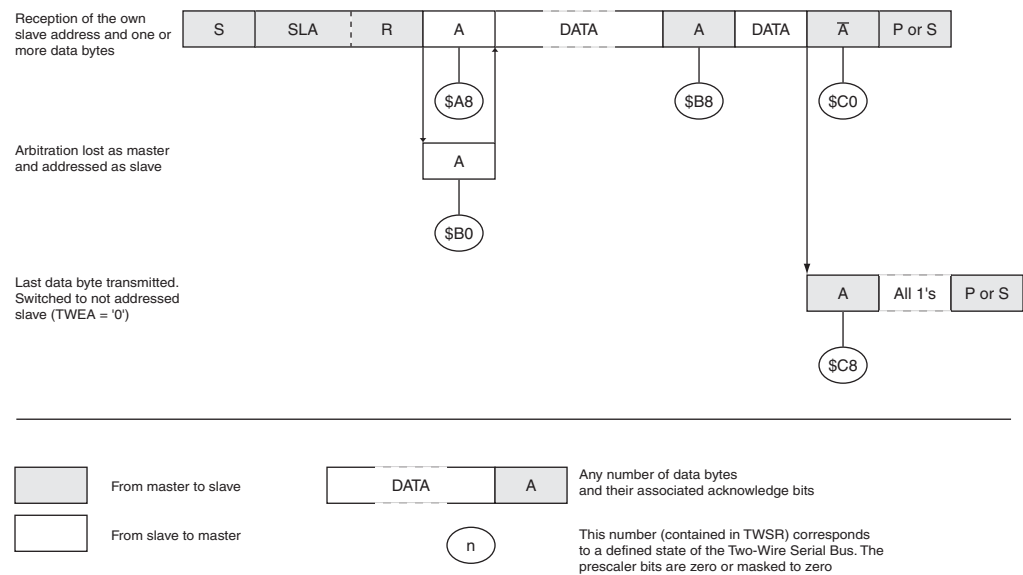 Reception of the own
slave address and one or
more data bytes
S SLA R A DATA A DATA A̅ P or S
$A8 $B8 $C0
Arbitration lost as master
and addressed as slave
A
$B0
Last data byte transmitted.
Switched to not addressed
slave (TWEA = '0')
A All 1's P or S
$C8
From master to slave
DATA A
Any number of data bytes
and their associated acknowledge bits
From slave to master
n
This number (contained in TWSR) corresponds
to a defined state of the Two-Wire Serial Bus. The
prescaler bits are zero or masked to zero